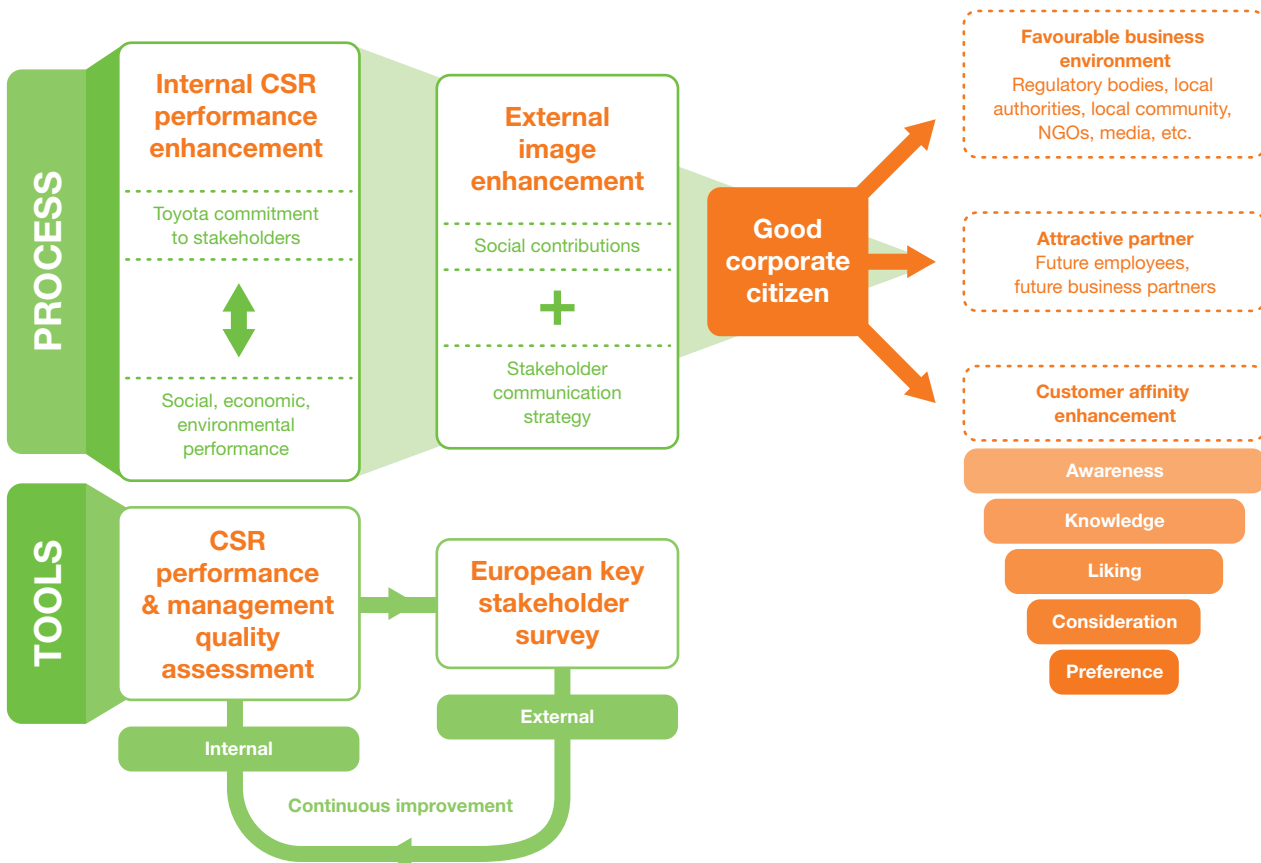 PROCESS
Internal CSR
performance
enhancement
Toyota commitment
to stakeholders
Social, economic,
environmental
performance
External
image
enhancement
Social contributions
+
Stakeholder
communication
strategy
Good
corporate
citizen
Favourable business
environment
Regulatory bodies, local
authorities, local community,
NGOs, media, etc.
Attractive partner
Future employees,
future business partners
Customer affinity
enhancement
Awareness
Knowledge
Liking
Consideration
Preference
TOOLS
CSR
performance
& management
quality
assessment
European key
stakeholder
survey
Internal
External
Continuous improvement